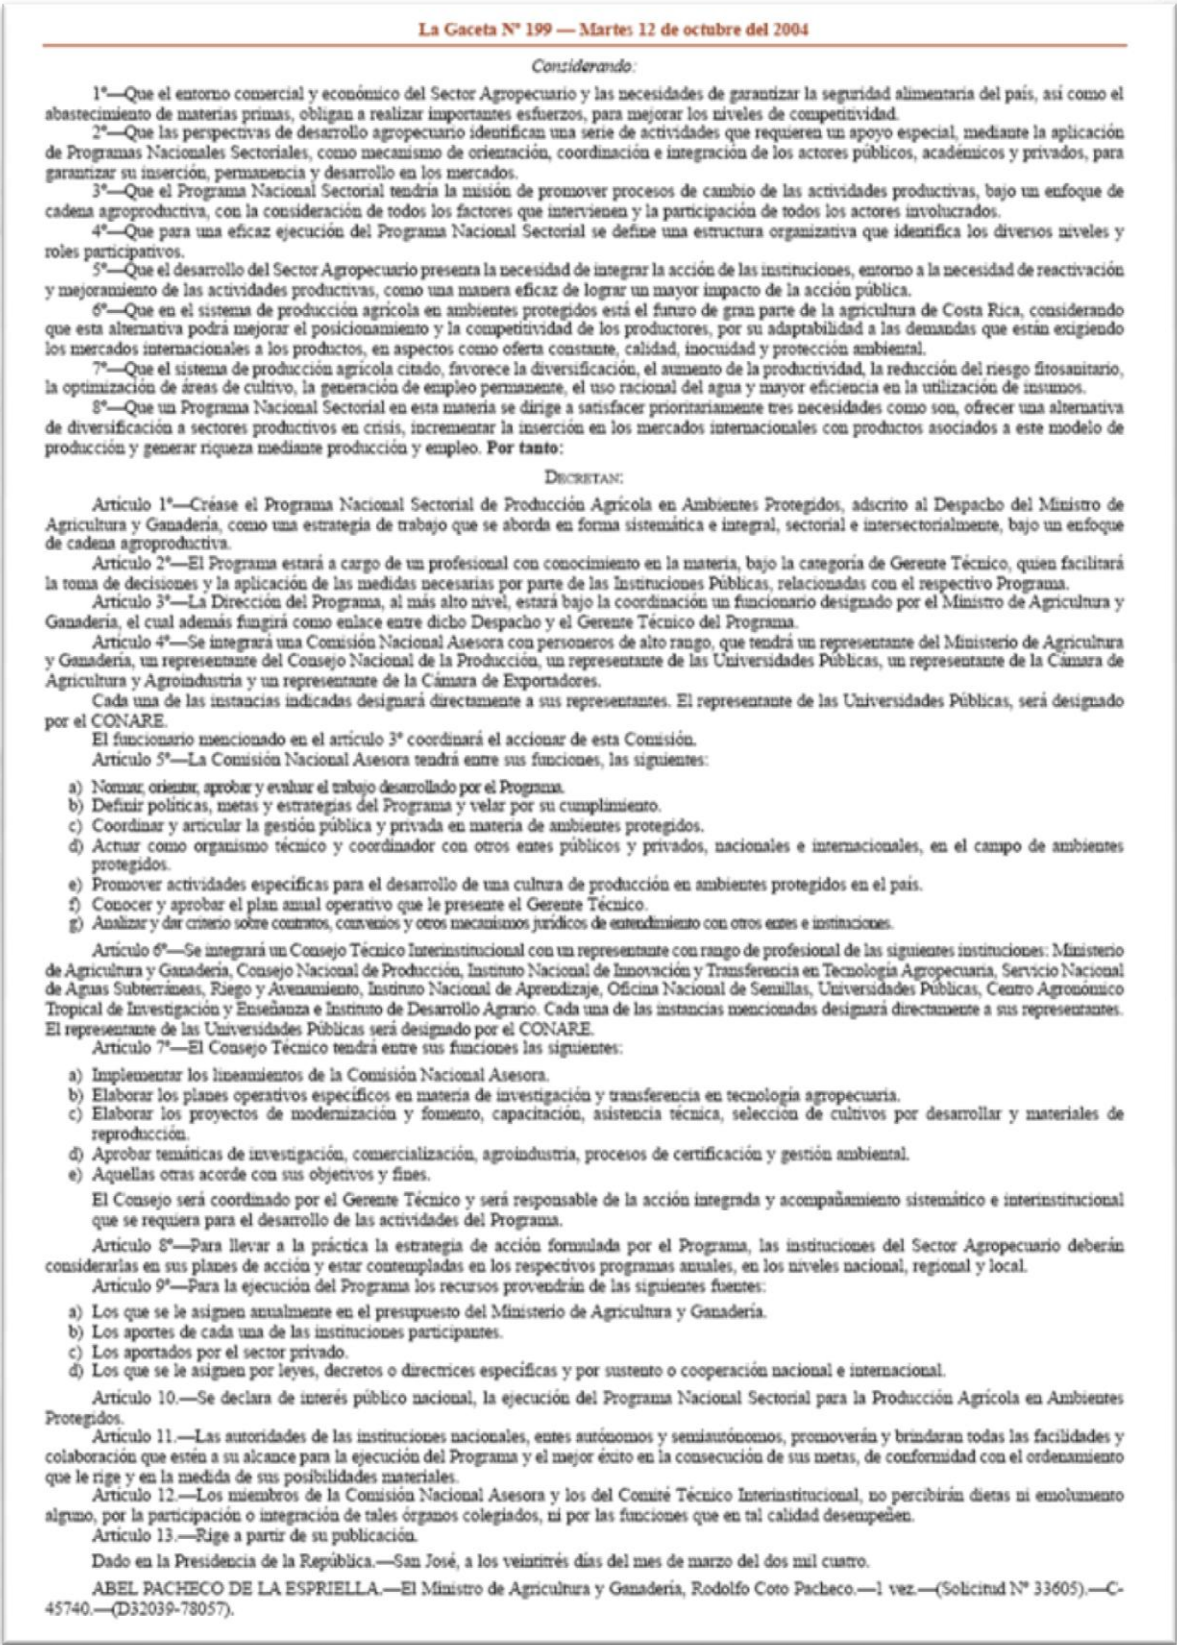 La Gaceta Nº 199 — Martes 12 de octubre del 2004
Considerando:
1º—Que el entorno comercial y económico del Sector Agropecuario y las necesidades de garantizar la seguridad alimentaria del país, así como el
abastecimiento de materias primas, obligan a realizar importantes esfuerzos, para mejorar los niveles de competitividad.
2º—Que las perspectivas de desarrollo agropecuario identifican una serie de actividades que requieren un apoyo especial, mediante la aplicación
de Programas Nacionales Sectoriales, como mecanismo de orientación, coordinación e integración de los actores públicos, académicos y privados, para
garantizar su inserción, permanencia y desarrollo en los mercados.
3º—Que el Programa Nacional Sectorial tendría la misión de promover procesos de cambio de las actividades productivas, bajo un enfoque de
cadena agroproductiva, con la consideración de todos los factores que intervienen y la participación de todos los actores involucrados.
4º—Que para una eficaz ejecución del Programa Nacional Sectorial se define una estructura organizativa que identifica los diversos niveles y
roles participativos.
5º—Que el desarrollo del Sector Agropecuario presenta la necesidad de integrar la acción de las instituciones, entorno a la necesidad de reactivación
y mejoramiento de las actividades productivas, como una manera eficaz de lograr un mayor impacto de la acción pública.
6º—Que en el sistema de producción agrícola en ambientes protegidos está el futuro de gran parte de la agricultura de Costa Rica, considerando
que esta alternativa podrá mejorar el posicionamiento y la competitividad de los productores, por su adaptabilidad a las demandas que están exigiendo
los mercados internacionales a los productos, en aspectos como oferta constante, calidad, inocuidad y protección ambiental.
7º—Que el sistema de producción agrícola citado, favorece la diversificación, el aumento de la productividad, la reducción del riesgo fitosanitario,
la optimización de áreas de cultivo, la generación de empleo permanente, el uso racional del agua y mayor eficiencia en la utilización de insumos.
8º—Que un Programa Nacional Sectorial en esta materia se dirige a satisfacer prioritariamente tres necesidades como son, ofrecer una alternativa
de diversificación a sectores productivos en crisis, incrementar la inserción en los mercados internacionales con productos asociados a este modelo de
producción y generar riqueza mediante producción y empleo. Por tanto:
DECRETAN:
Artículo 1º—Créase el Programa Nacional Sectorial de Producción Agrícola en Ambientes Protegidos, adscrito al Despacho del Ministro de
Agricultura y Ganadería, como una estrategia de trabajo que se aborda en forma sistemática e integral, sectorial e intersectorialmente, bajo un enfoque
de cadena agroproductiva.
Artículo 2º—El Programa estará a cargo de un profesional con conocimiento en la materia, bajo la categoría de Gerente Técnico, quien facilitará
la toma de decisiones y la aplicación de las medidas necesarias por parte de las Instituciones Públicas, relacionadas con el respectivo Programa.
Artículo 3º—La Dirección del Programa, al más alto nivel, estará bajo la coordinación un funcionario designado por el Ministro de Agricultura y
Ganadería, el cual además fungirá como enlace entre dicho Despacho y el Gerente Técnico del Programa.
Artículo 4º—Se integrará una Comisión Nacional Asesora con personeros de alto rango, que tendrá un representante del Ministerio de Agricultura
y Ganadería, un representante del Consejo Nacional de la Producción, un representante de las Universidades Públicas, un representante de la Cámara de
Agricultura y Agroindustria y un representante de la Cámara de Exportadores.
Cada una de las instancias indicadas designará directamente a sus representantes. El representante de las Universidades Públicas, será designado
por el CONARE.
El funcionario mencionado en el artículo 3º coordinará el accionar de esta Comisión.
Artículo 5º—La Comisión Nacional Asesora tendrá entre sus funciones, las siguientes:
a) Normar, orientar, aprobar y evaluar el trabajo desarrollado por el Programa.
b) Definir políticas, metas y estrategias del Programa y velar por su cumplimiento.
c) Coordinar y articular la gestión pública y privada en materia de ambientes protegidos.
d) Actuar como organismo técnico y coordinador con otros entes públicos y privados, nacionales e internacionales, en el campo de ambientes
protegidos.
e) Promover actividades específicas para el desarrollo de una cultura de producción en ambientes protegidos en el país.
f) Conocer y aprobar el plan anual operativo que le presente el Gerente Técnico.
g) Analizar y dar criterio sobre contratos, convenios y otros mecanismos jurídicos de entendimiento con otros entes e instituciones.
Artículo 6º—Se integrará un Consejo Técnico Interinstitucional con un representante con rango de profesional de las siguientes instituciones: Ministerio
de Agricultura y Ganadería, Consejo Nacional de Producción, Instituto Nacional de Innovación y Transferencia en Tecnología Agropecuaria, Servicio Nacional
de Aguas Subterráneas, Riego y Avenamiento, Instituto Nacional de Aprendizaje, Oficina Nacional de Semillas, Universidades Públicas, Centro Agronómico
Tropical de Investigación y Enseñanza e Instituto de Desarrollo Agrario. Cada una de las instancias mencionadas designará directamente a sus representantes.
El representante de las Universidades Públicas será designado por el CONARE.
Artículo 7º—El Consejo Técnico tendrá entre sus funciones las siguientes:
a) Implementar los lineamientos de la Comisión Nacional Asesora.
b) Elaborar los planes operativos específicos en materia de investigación y transferencia en tecnología agropecuaria.
c) Elaborar los proyectos de modernización y fomento, capacitación, asistencia técnica, selección de cultivos por desarrollar y materiales de
reproducción.
d) Aprobar temáticas de investigación, comercialización, agroindustria, procesos de certificación y gestión ambiental.
e) Aquellas otras acorde con sus objetivos y fines.
El Consejo será coordinado por el Gerente Técnico y será responsable de la acción integrada y acompañamiento sistemático e interinstitucional
que se requiera para el desarrollo de las actividades del Programa.
Artículo 8º—Para llevar a la práctica la estrategia de acción formulada por el Programa, las instituciones del Sector Agropecuario deberán
considerarlas en sus planes de acción y estar contempladas en los respectivos programas anuales, en los niveles nacional, regional y local.
Artículo 9º—Para la ejecución del Programa los recursos provendrán de las siguientes fuentes:
a) Los que se le asignen anualmente en el presupuesto del Ministerio de Agricultura y Ganadería.
b) Los aportes de cada una de las instituciones participantes.
c) Los aportados por el sector privado.
d) Los que se le asignen por leyes, decretos o directrices específicas y por sustento o cooperación nacional e internacional.
Artículo 10.—Se declara de interés público nacional, la ejecución del Programa Nacional Sectorial para la Producción Agrícola en Ambientes
Protegidos.
Artículo 11.—Las autoridades de las instituciones nacionales, entes autónomos y semiautónomos, promoverán y brindaran todas las facilidades y
colaboración que estén a su alcance para la ejecución del Programa y el mejor éxito en la consecución de sus metas, de conformidad con el ordenamiento
que le rige y en la medida de sus posibilidades materiales.
Artículo 12.—Los miembros de la Comisión Nacional Asesora y los del Comité Técnico Interinstitucional, no percibirán dietas ni emolumento
alguno, por la participación o integración de tales órganos colegiados, ni por las funciones que en tal calidad desempeñen.
Artículo 13.—Rige a partir de su publicación.
Dado en la Presidencia de la República.—San José, a los veintitrés días del mes de marzo del dos mil cuatro.
ABEL PACHECO DE LA ESPRIELLA.—El Ministro de Agricultura y Ganadería, Rodolfo Coto Pacheco.—1 vez.—(Solicitud Nº 33605).—C-
45740.—(D32039-78057).